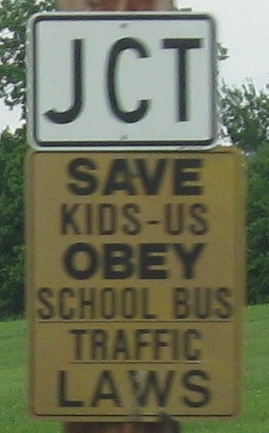 JCT
SAVE
KIDS-US
OBEY
SCHOOL BUS
TRAFFIC
LAWS